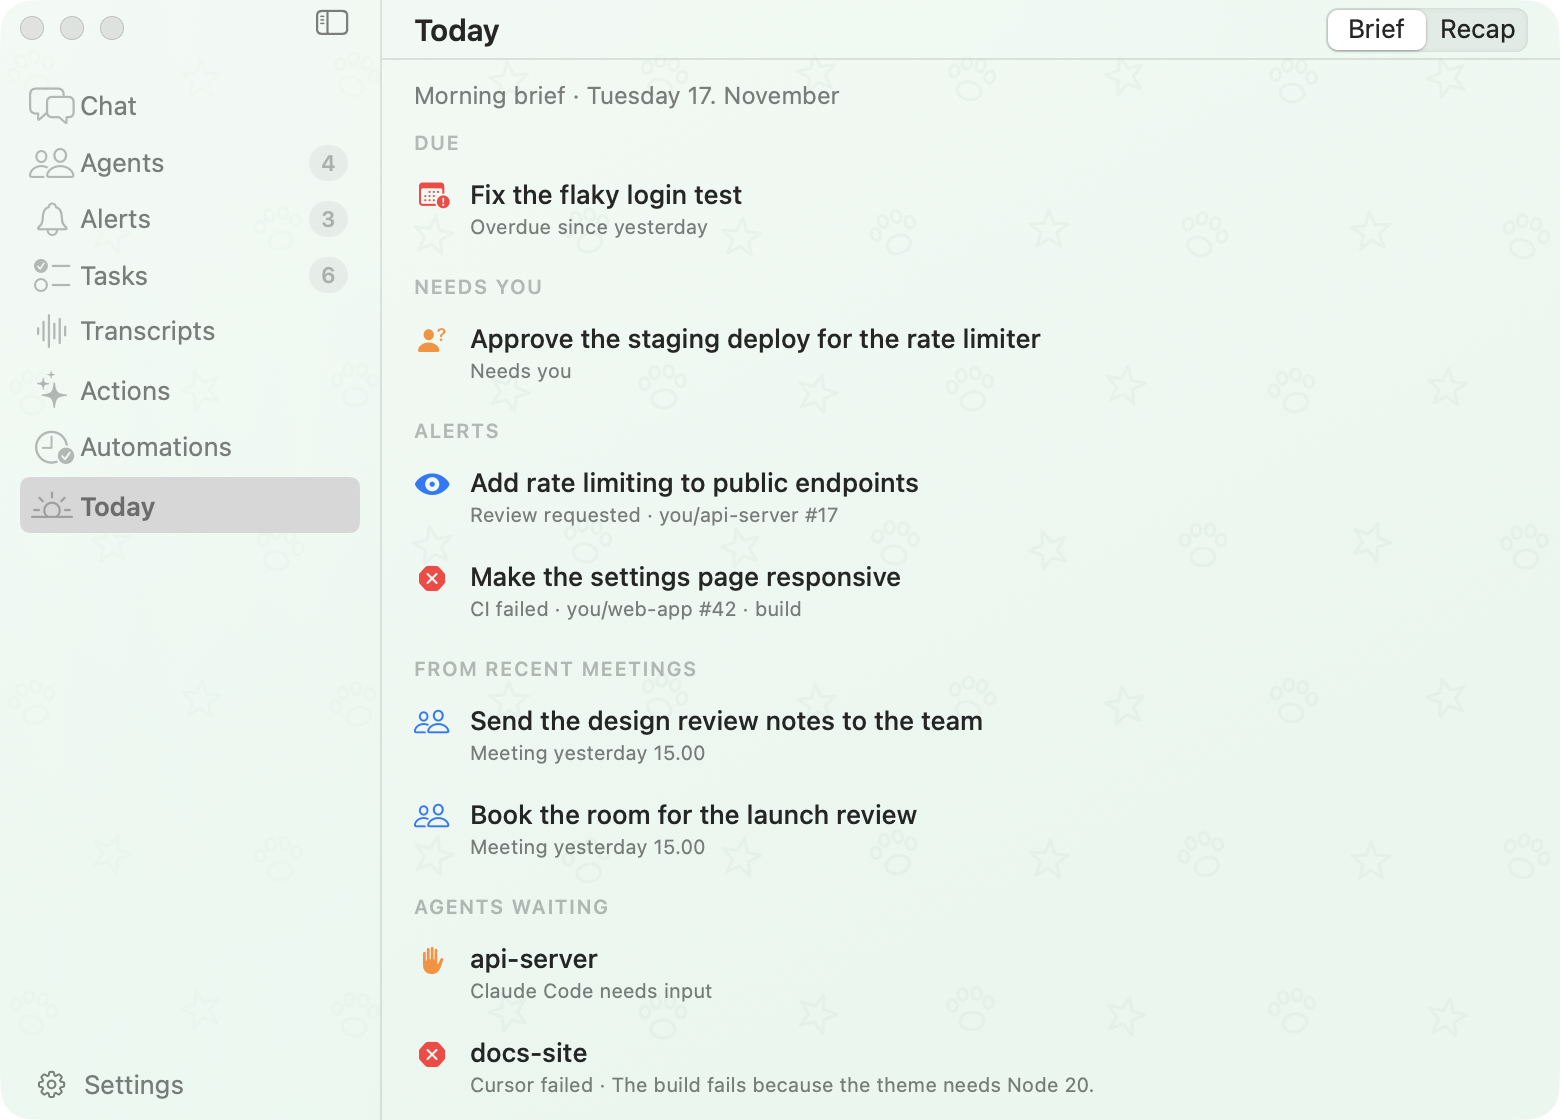 Today
Brief
Recap
Chat
Agents
4
Alerts
3
Tasks
6
Transcripts
Actions
Automations
Today
Settings
Morning brief · Tuesday 17. November
DUE
Fix the flaky login test
Overdue since yesterday
NEEDS YOU
Approve the staging deploy for the rate limiter
Needs you
ALERTS
Add rate limiting to public endpoints
Review requested · you/api-server #17
Make the settings page responsive
CI failed · you/web-app #42 · build
FROM RECENT MEETINGS
Send the design review notes to the team
Meeting yesterday 15.00
Book the room for the launch review
Meeting yesterday 15.00
AGENTS WAITING
api-server
Claude Code needs input
docs-site
Cursor failed · The build fails because the theme needs Node 20.